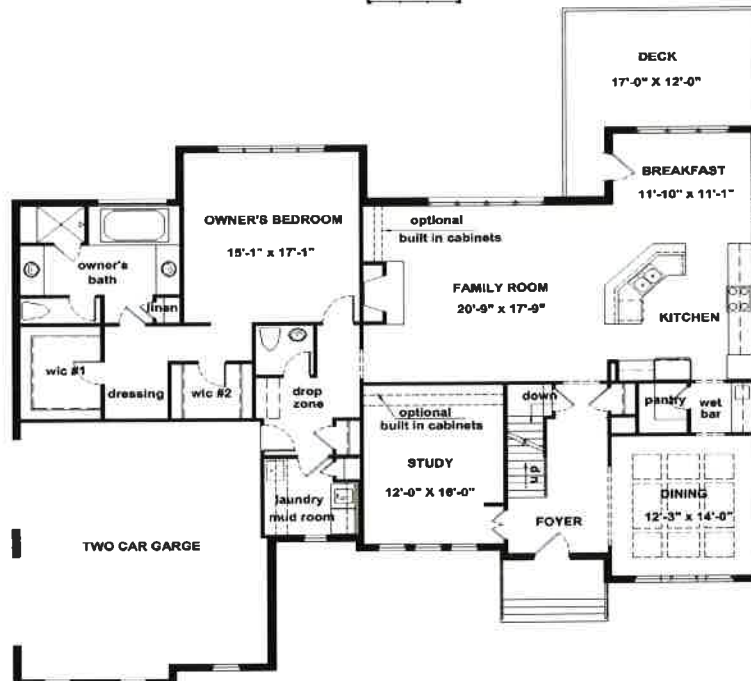 DECK
17'-0" X 12'-0"
BREAKFAST
11'-10" X 11'-1"
OWNER'S BEDROOM
15'-1" x 17'-1"
optional
built in cabinets
owner's
bath
linen
FAMILY ROOM
20'-9" x 17'-9"
KITCHEN
wic #1
dressing
wic #2
drop
zone
optional
built in cabinets
down
pantry
wet
bar
STUDY
12'-0" X 16'-0"
up
laundry
mud room
FOYER
DINING
12'-3" x 14'-0"
TWO CAR GARGE